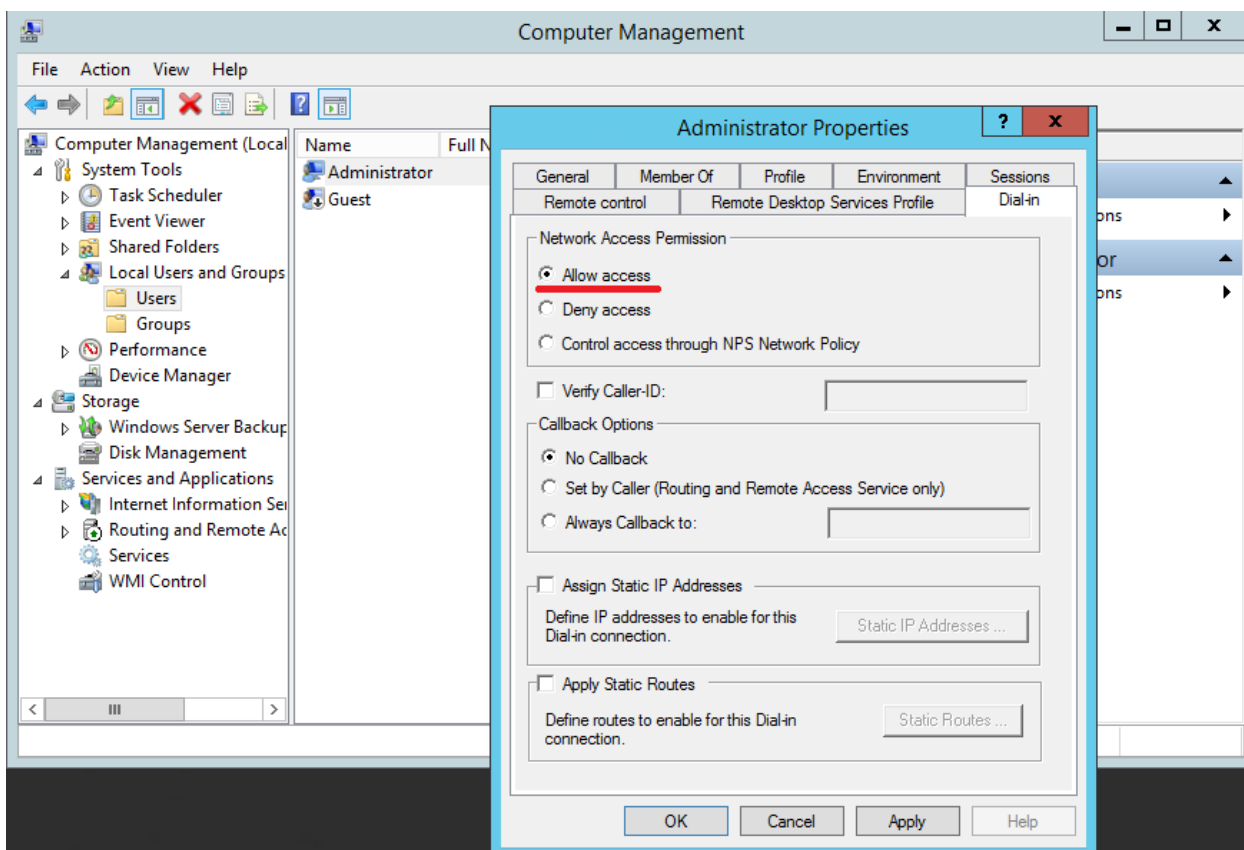 Computer Management
File Action View Help
Computer Management (Local
System Tools
Task Scheduler
Event Viewer
Shared Folders
Local Users and Groups
Users
Groups
Performance
Device Manager
Storage
Windows Server Backup
Disk Management
Services and Applications
Internet Information Ser
Routing and Remote Ac
Services
WMI Control
Name Full N
Administrator
Guest
Administrator Properties
General Member Of Profile Environment Sessions
Remote control Remote Desktop Services Profile Dial-in
Network Access Permission
Allow access
Deny access
Control access through NPS Network Policy
Verify Caller-ID:
Callback Options
No Callback
Set by Caller (Routing and Remote Access Service only)
Always Callback to:
Assign Static IP Addresses
Define IP addresses to enable for this
Dial-in connection.
Static IP Addresses ...
Apply Static Routes
Define routes to enable for this Dial-in
connection.
Static Routes ...
OK Cancel Apply Help
ons
or
ons